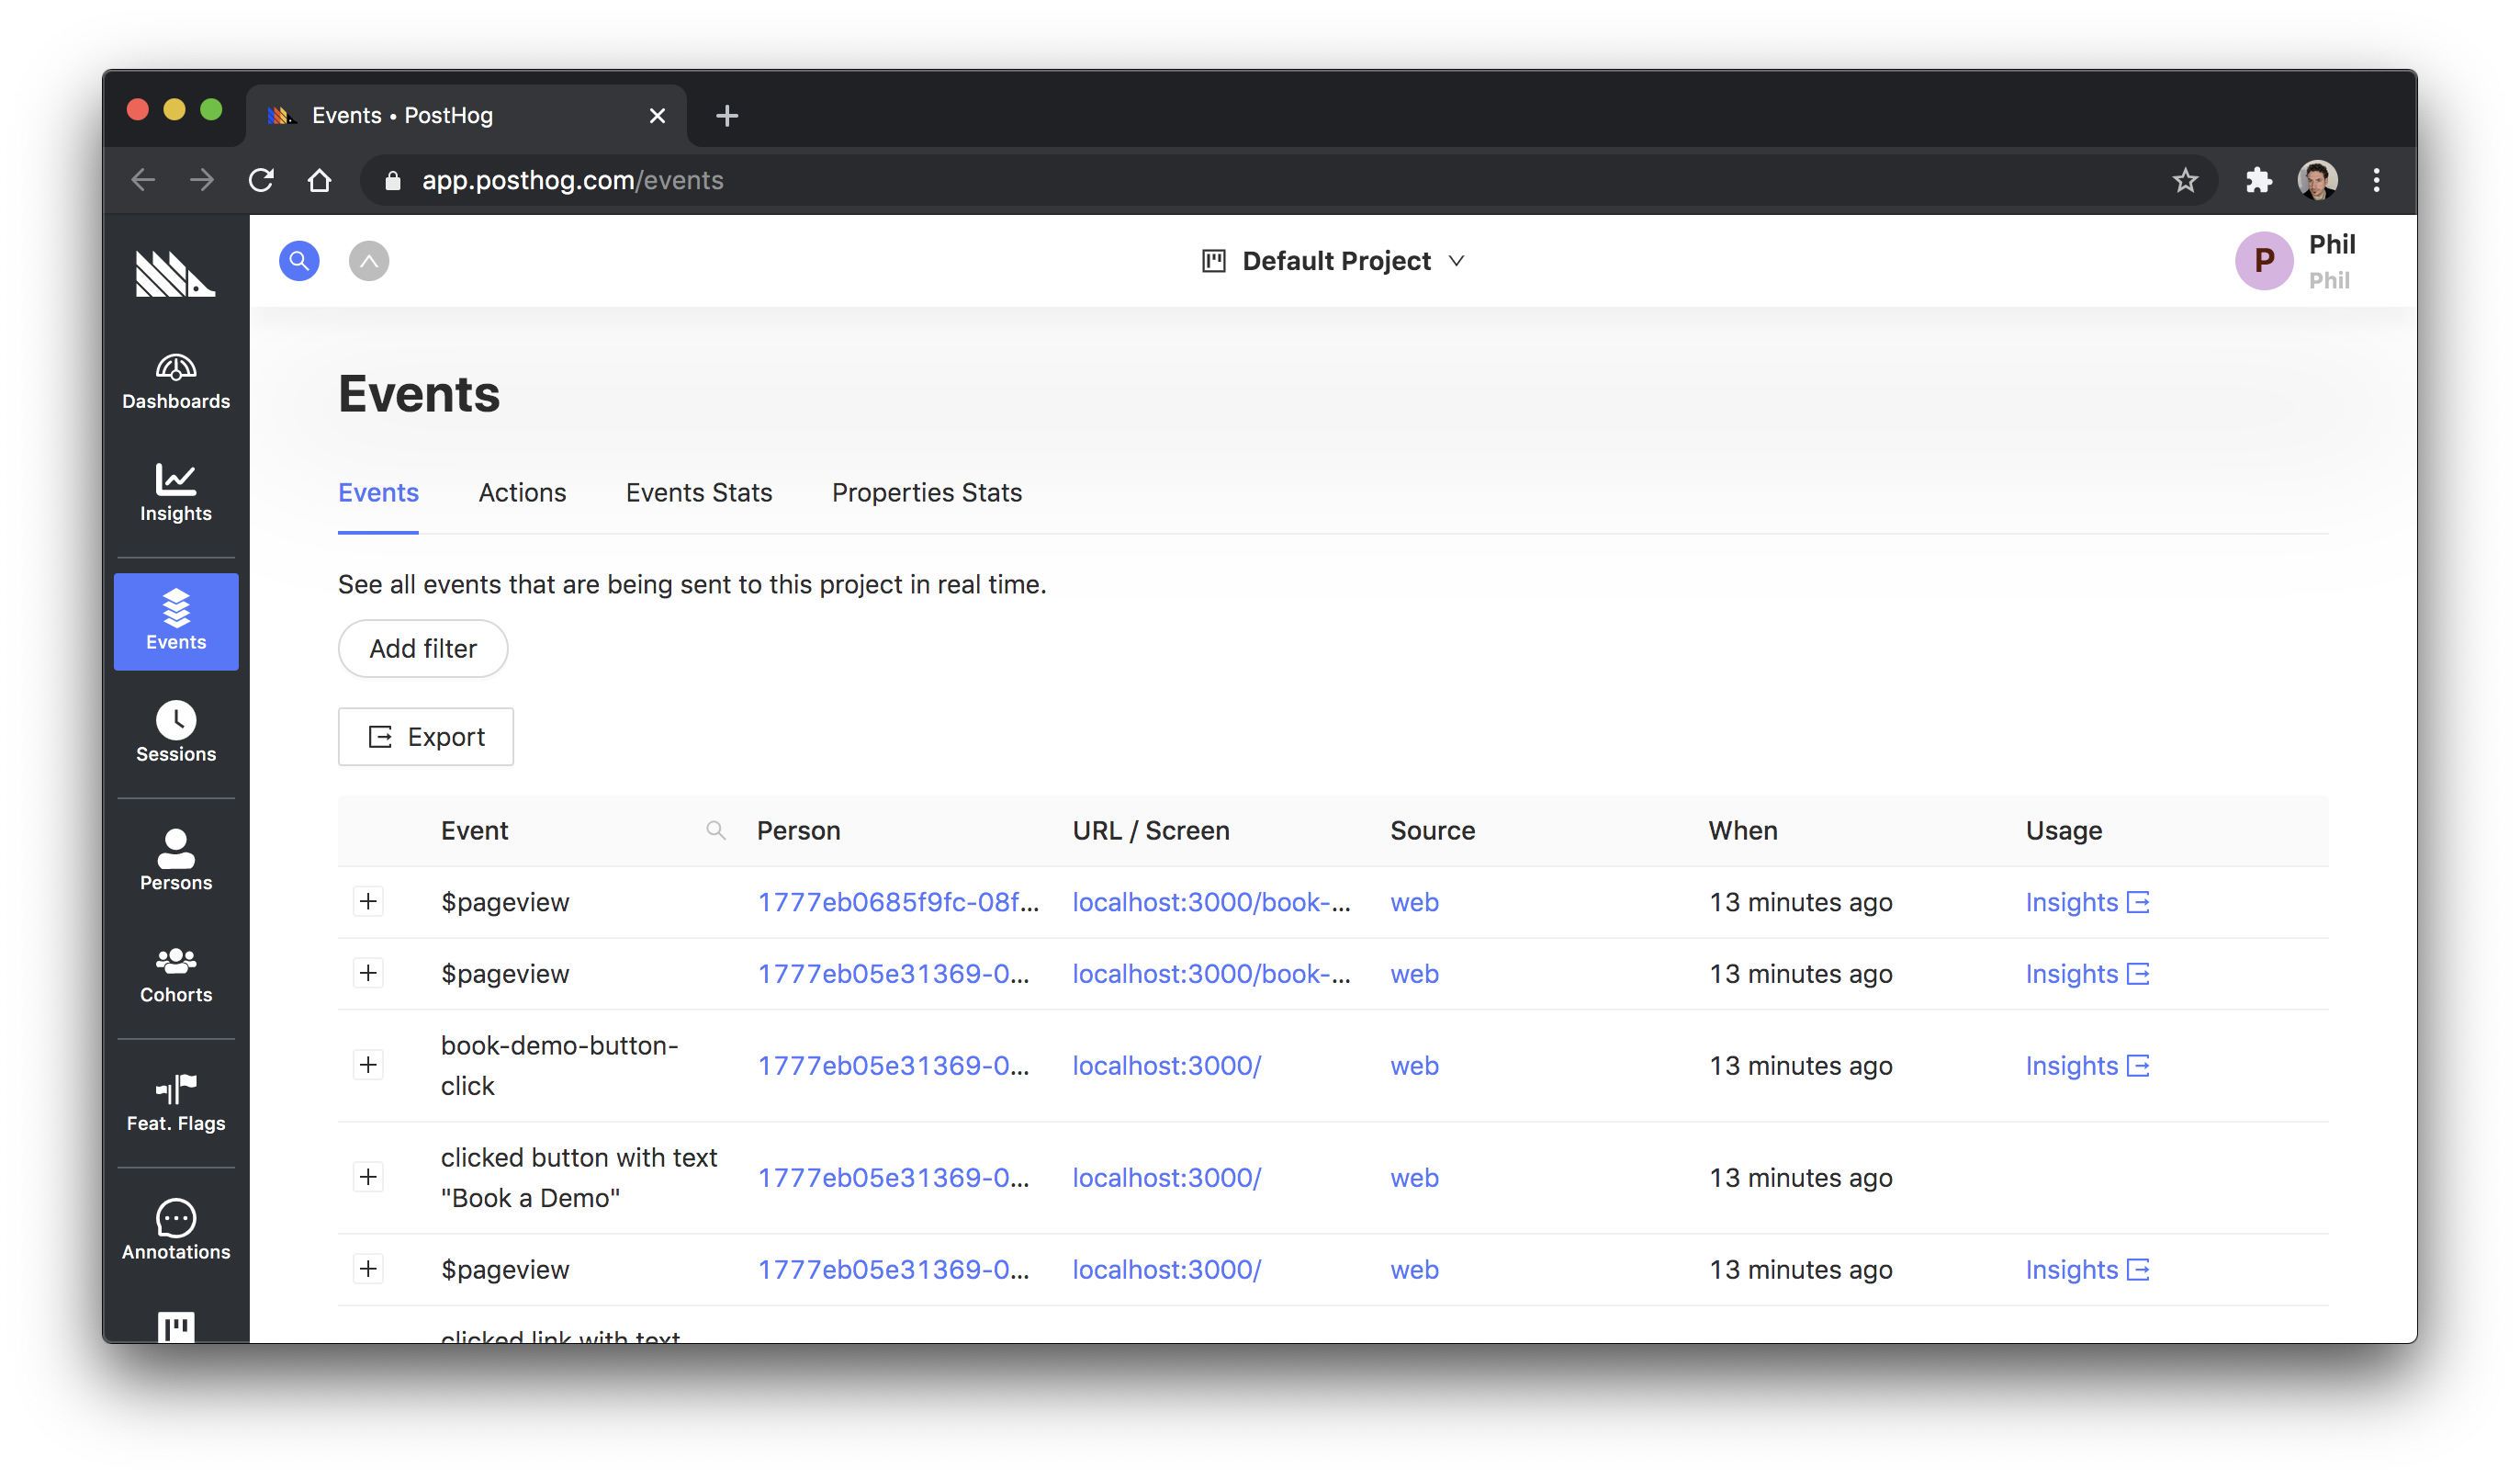 Events • PostHog
app.posthog.com/events
Default Project
P
Phil
Phil
Dashboards
Insights
Events
Sessions
Persons
Cohorts
Feat. Flags
Annotations
Events
Events Actions Events Stats Properties Stats
See all events that are being sent to this project in real time.
Add filter
Export
Event Person URL / Screen Source When Usage
$pageview 1777eb0685f9fc-08f... localhost:3000/book-... web 13 minutes ago Insights
$pageview 1777eb05e31369-0... localhost:3000/book-... web 13 minutes ago Insights
book-demo-button-
click 1777eb05e31369-0... localhost:3000/ web 13 minutes ago Insights
clicked button with text
"Book a Demo" 1777eb05e31369-0... localhost:3000/ web 13 minutes ago
$pageview 1777eb05e31369-0... localhost:3000/ web 13 minutes ago Insights
clicked link with text